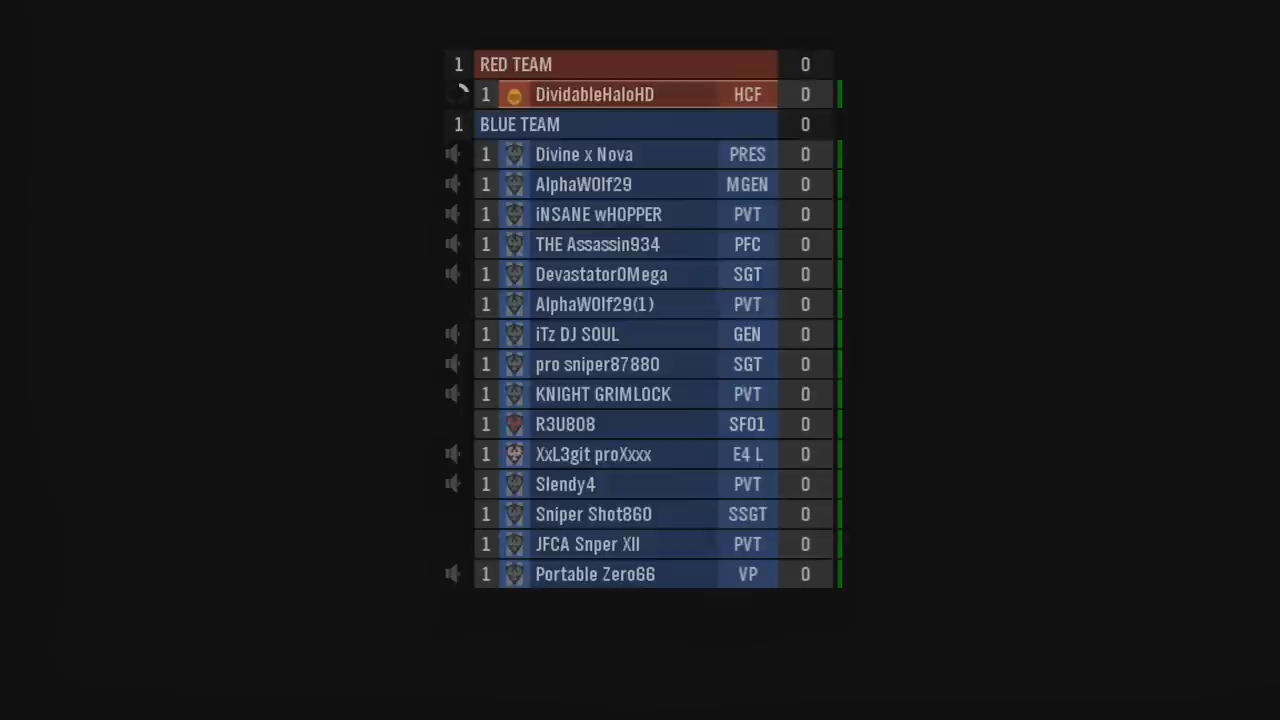 1 RED TEAM 0
1 DividableHaloHD HCF 0
1 BLUE TEAM 0
1 Divine x Nova PRES 0
1 AlphaW0lf29 MGEN 0
1 iNSANE wHOPPER PVT 0
1 THE Assassin934 PFC 0
1 Devastator0Mega SGT 0
1 AlphaW0lf29(1) PVT 0
1 iTz DJ SOUL GEN 0
1 pro sniper87880 SGT 0
1 KNIGHT GRIMLOCK PVT 0
1 R3U808 SFO1 0
1 XxL3git proXxxx E4 L 0
1 Slendy4 PVT 0
1 Sniper Shot860 SSGT 0
1 JFCA Snper XII PVT 0
1 Portable Zero66 VP 0